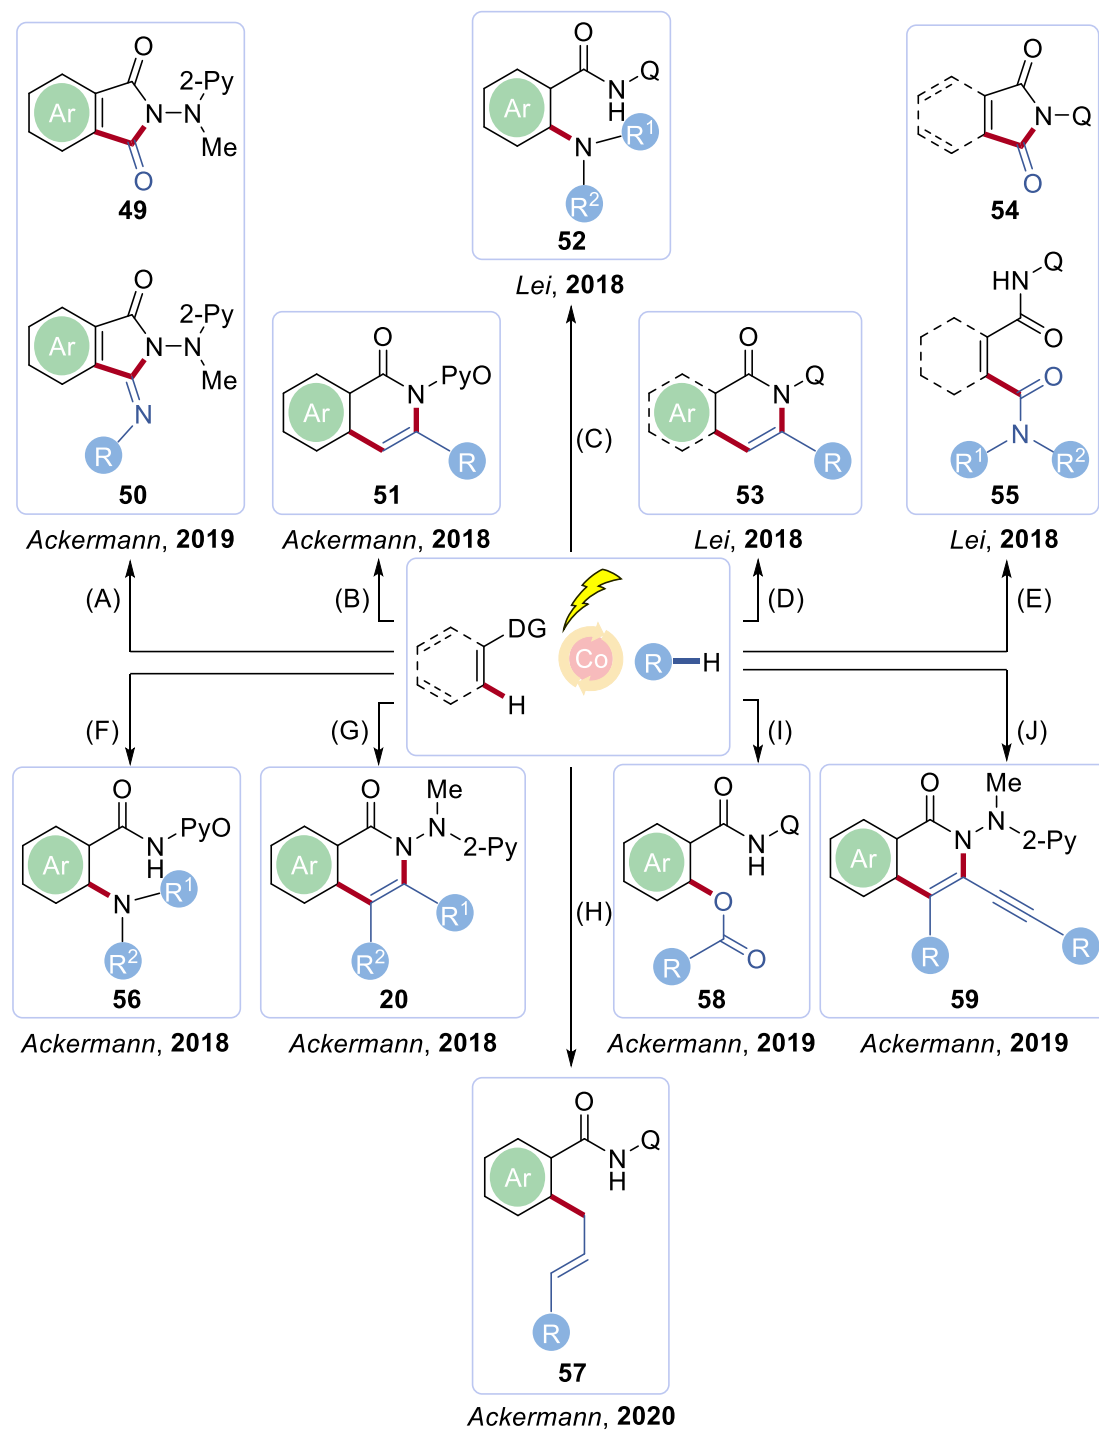 O
Ar
N
N
2-Py
Me
O
49
O
Ar
N
N
2-Py
Me
N
R
50
Ackermann, 2019
(A)
O
N
PyO
Ar
R
51
Ackermann, 2018
(B)
O
Q
N
H
Ar
N
R1
R2
52
Lei, 2018
(C)
O
N
Q
Ar
R
53
Lei, 2018
(D)
O
N
Q
O
54
Q
HN
O
O
N
R1
R2
55
Lei, 2018
(E)
DG
H
Co
R
H
(F)
O
N
H
PyO
Ar
N
R1
R2
56
Ackermann, 2018
(G)
O
Me
N
N
2-Py
Ar
R1
R2
20
Ackermann, 2018
(H)
(I)
O
N
H
Q
Ar
O
O
R
58
Ackermann, 2019
(J)
O
Me
N
N
2-Py
Ar
R
R
59
Ackermann, 2019
O
N
H
Q
Ar
R
57
Ackermann, 2020